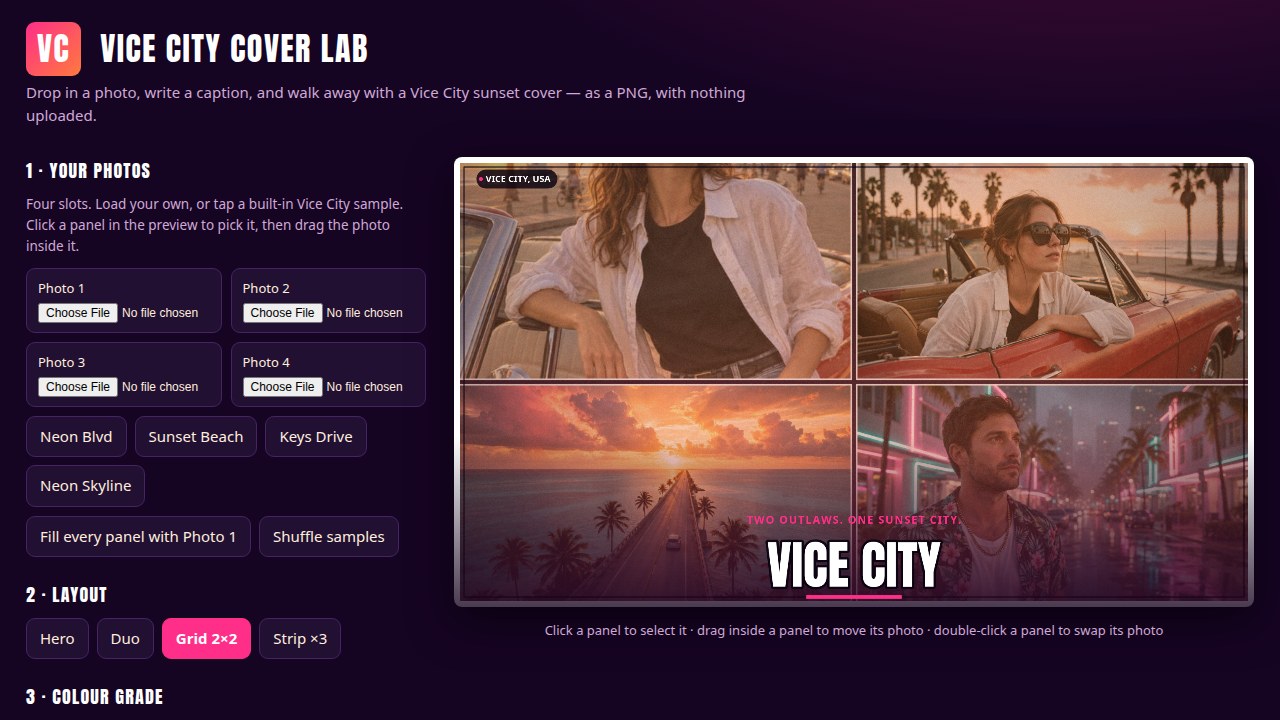 VC
VICE CITY COVER LAB
Drop in a photo, write a caption, and walk away with a Vice City sunset cover — as a PNG, with nothing
uploaded.
1 · YOUR PHOTOS
Four slots. Load your own, or tap a built-in Vice City sample.
Click a panel in the preview to pick it, then drag the photo
inside it.
Photo 1
Choose File No file chosen
Photo 2
Choose File No file chosen
Photo 3
Choose File No file chosen
Photo 4
Choose File No file chosen
Neon Blvd
Sunset Beach
Keys Drive
Neon Skyline
Fill every panel with Photo 1
Shuffle samples
2 · LAYOUT
Hero
Duo
Grid 2×2
Strip ×3
3 · COLOUR GRADE
VICE CITY, USA
TWO OUTLAWS. ONE SUNSET CITY.
VICE CITY
Click a panel to select it · drag inside a panel to move its photo · double-click a panel to swap its photo